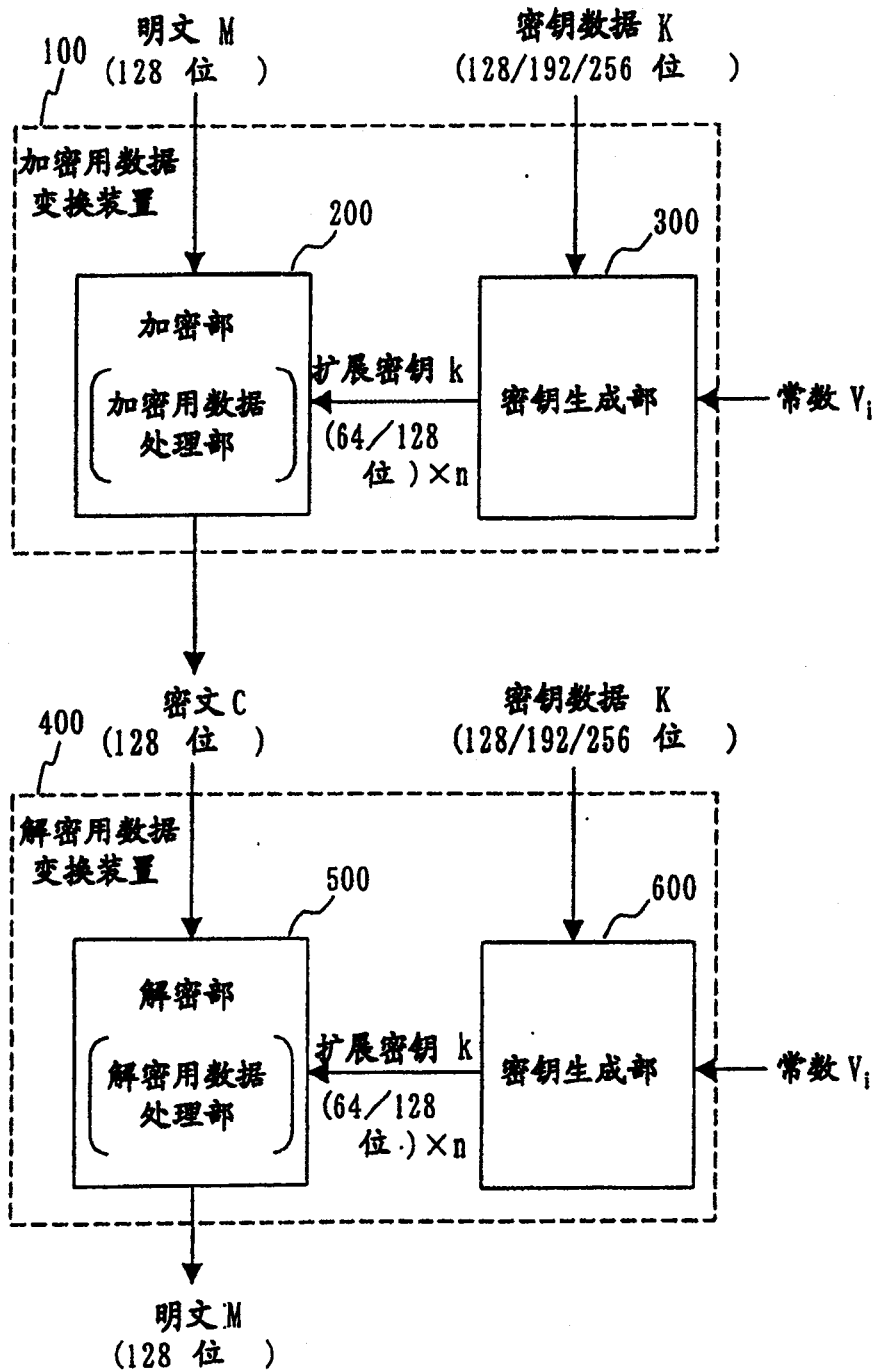 明文 M
(128 位 )
密钥数据 K
(128/192/256 位 )
100
加密用数据
变换装置
200
300
加密部
加密用数据
处理部
扩展密钥 k
(64/128
位 )×n
密钥生成部
常数 Vi
密文 C
(128 位 )
密钥数据 K
(128/192/256 位 )
400
解密用数据
变换装置
500
600
解密部
解密用数据
处理部
扩展密钥 k
(64/128
位 )×n
密钥生成部
常数 Vi
明文 M
(128 位 )